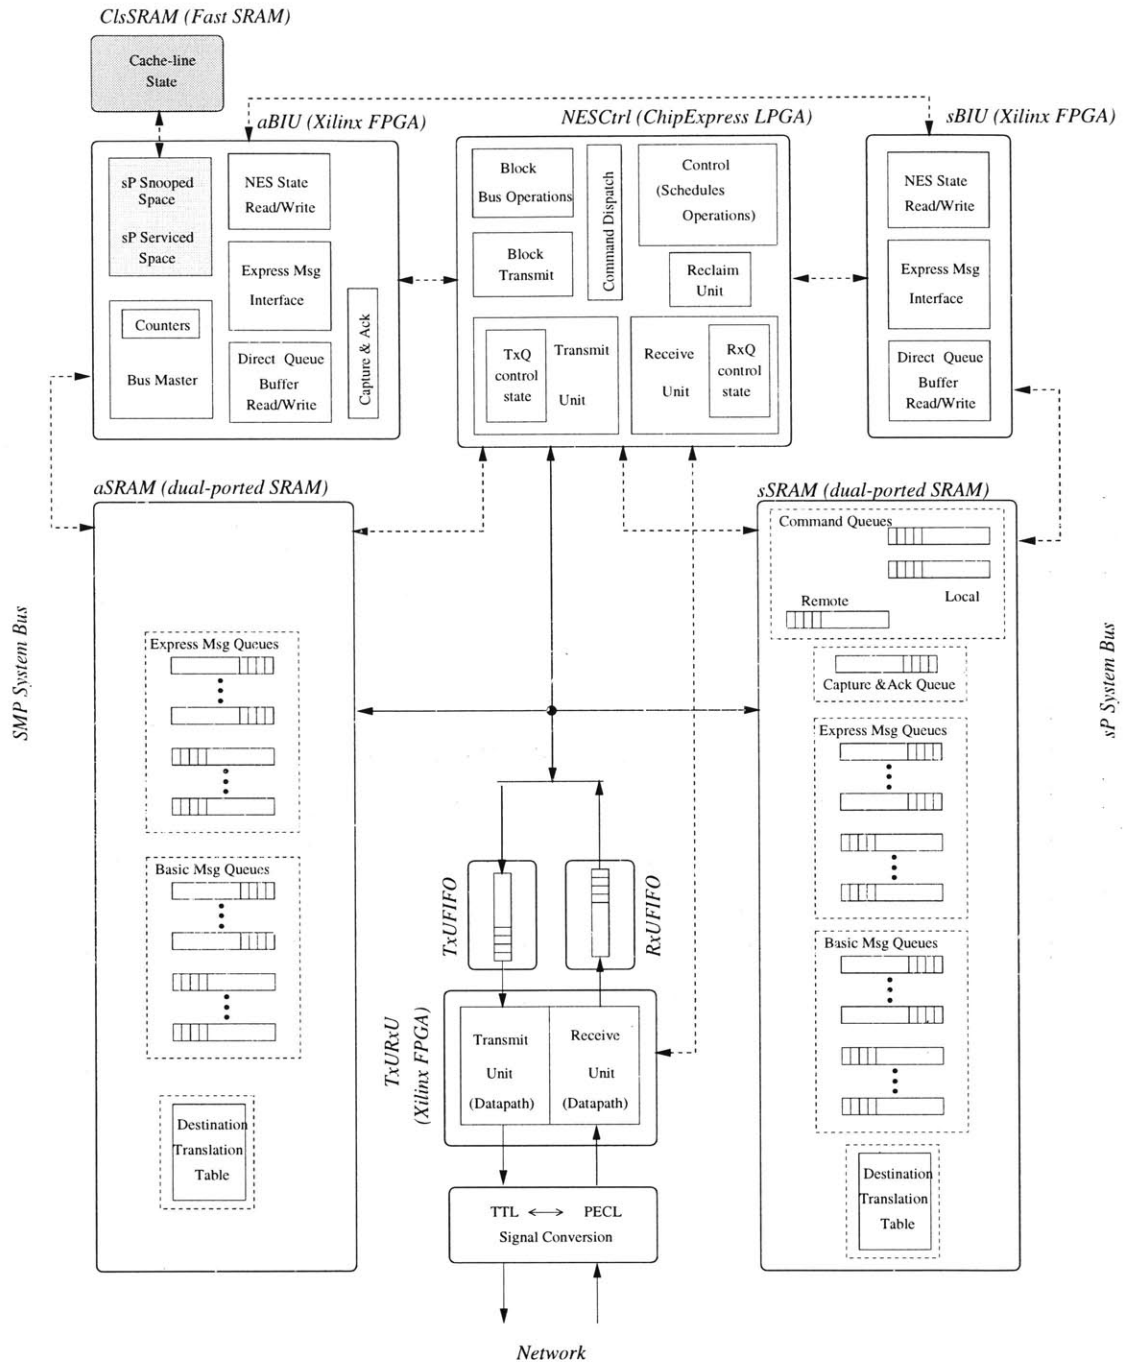 ClsSRAM (Fast SRAM)
Cache-line
State
aBIU (Xilinx FPGA)
sP Snooped
Space
sP Serviced
Space
NES State
Read/Write
Express Msg
Interface
Counters
Bus Master
Direct Queue
Buffer
Read/Write
Capture & Ack
NESCtrl (ChipExpress LPGA)
Block
Bus Operations
Block
Transmit
Command Dispatch
Control
(Schedules
Operations)
Reclaim
Unit
TxQ
control
state
Transmit
Unit
Receive
Unit
RxQ
control
state
sBIU (Xilinx FPGA)
NES State
Read/Write
Express Msg
Interface
Direct Queue
Buffer
Read/Write
SMP System Bus
aSRAM (dual-ported SRAM)
Express Msg Queues
Basic Msg Queues
Destination
Translation
Table
sSRAM (dual-ported SRAM)
Command Queues
Local
Remote
Capture &Ack Queue
Express Msg Queues
Basic Msg Queues
Destination
Translation
Table
sP System Bus
TxUFIFO
RxUFIFO
TxURxU
(Xilinx FPGA)
Transmit
Unit
(Datapath)
Receive
Unit
(Datapath)
TTL PECL
Signal Conversion
Network